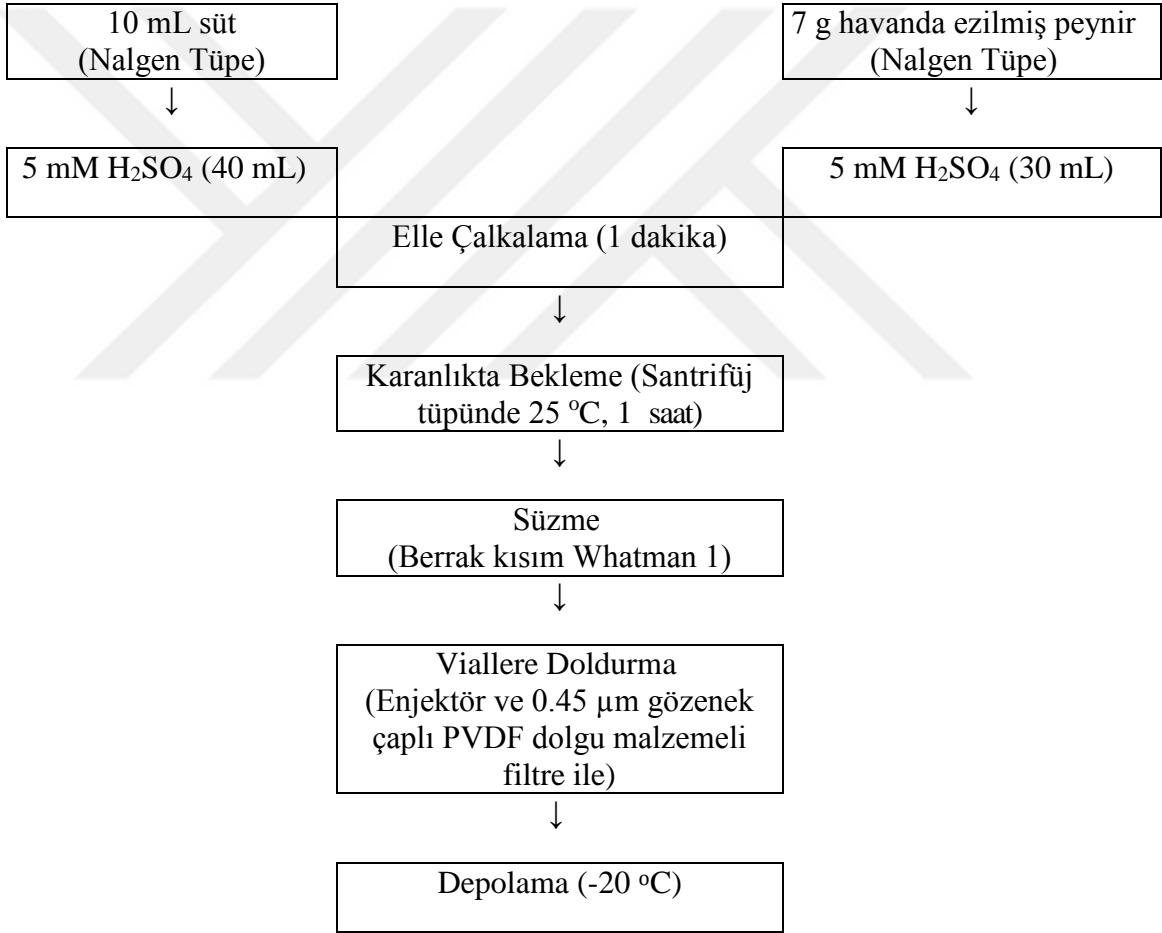 10 mL süt
(Nalgen Tüpe)
↓
5 mM H₂SO₄ (40 mL)
7 g havanda ezilmiş peynir
(Nalgen Tüpe)
↓
5 mM H₂SO₄ (30 mL)
Elle Çalkalama (1 dakika)
↓
Karanlıkta Bekleme (Santrifüj
tüpünde 25 ºC, 1 saat)
↓
Süzme
(Berrak kısım Whatman 1)
↓
Viallere Doldurma
(Enjektör ve 0.45 µm gözenek
çaplı PVDF dolgu malzemeli
filtre ile)
↓
Depolama (-20 ºC)